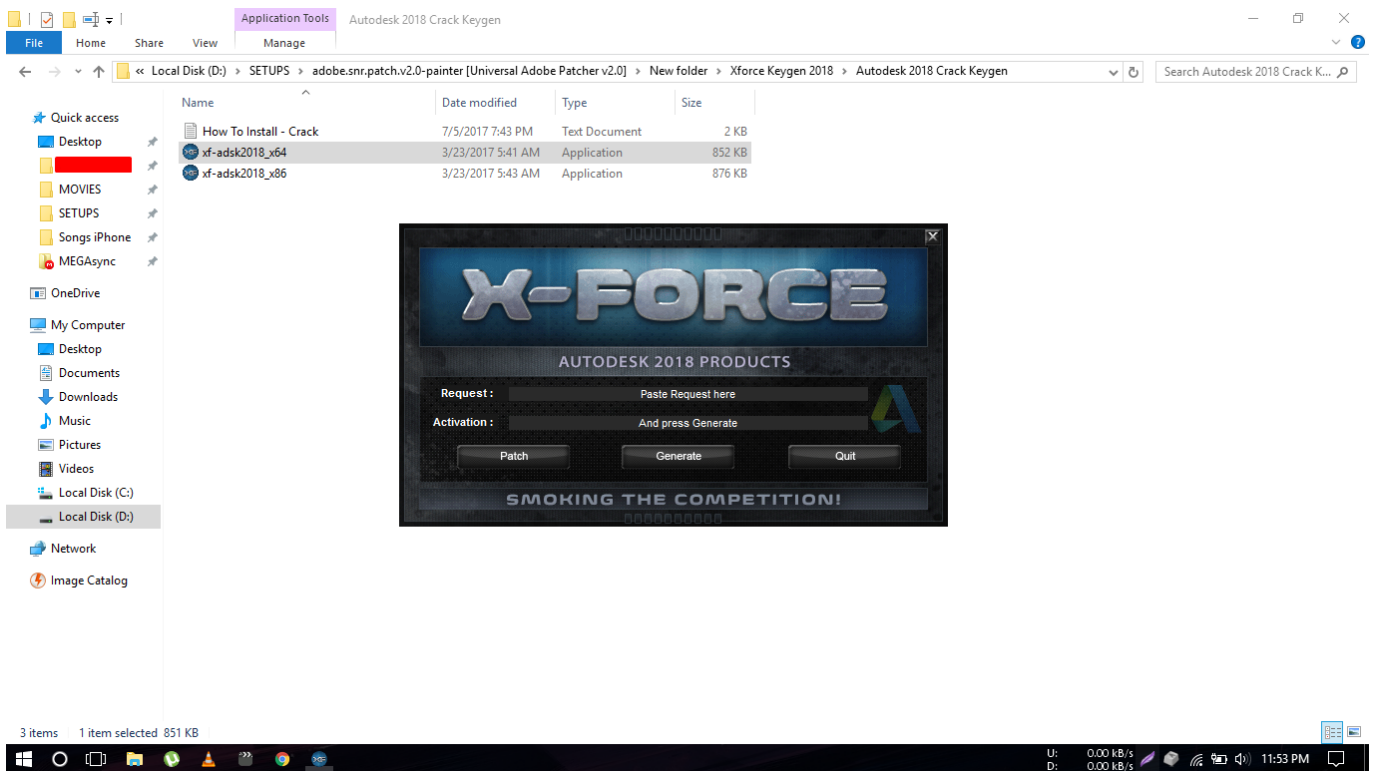 Application Tools
Autodesk 2018 Crack Keygen
File
Home
Share
View
Manage
« Local Disk (D:) › SETUPS › adobe.snr.patch.v2.0-painter [Universal Adobe Patcher v2.0] › New folder › Xforce Keygen 2018 › Autodesk 2018 Crack Keygen
Search Autodesk 2018 Crack K...
Name
Date modified
Type
Size
How To Install - Crack
7/5/2017 7:43 PM
Text Document
2 KB
xf-adsk2018_x64
3/23/2017 5:41 AM
Application
852 KB
xf-adsk2018_x86
3/23/2017 5:43 AM
Application
876 KB
Quick access
Desktop
MOVIES
SETUPS
Songs iPhone
MEGAsync
OneDrive
My Computer
Desktop
Documents
Downloads
Music
Pictures
Videos
Local Disk (C:)
Local Disk (D:)
Network
Image Catalog
X-FORCE
AUTODESK 2018 PRODUCTS
Request :
Paste Request here
Activation :
And press Generate
Patch
Generate
Quit
SMOKING THE COMPETITION!
3 items
1 item selected 851 KB
U:
0.00 kB/s
D:
0.00 kB/s
11:53 PM